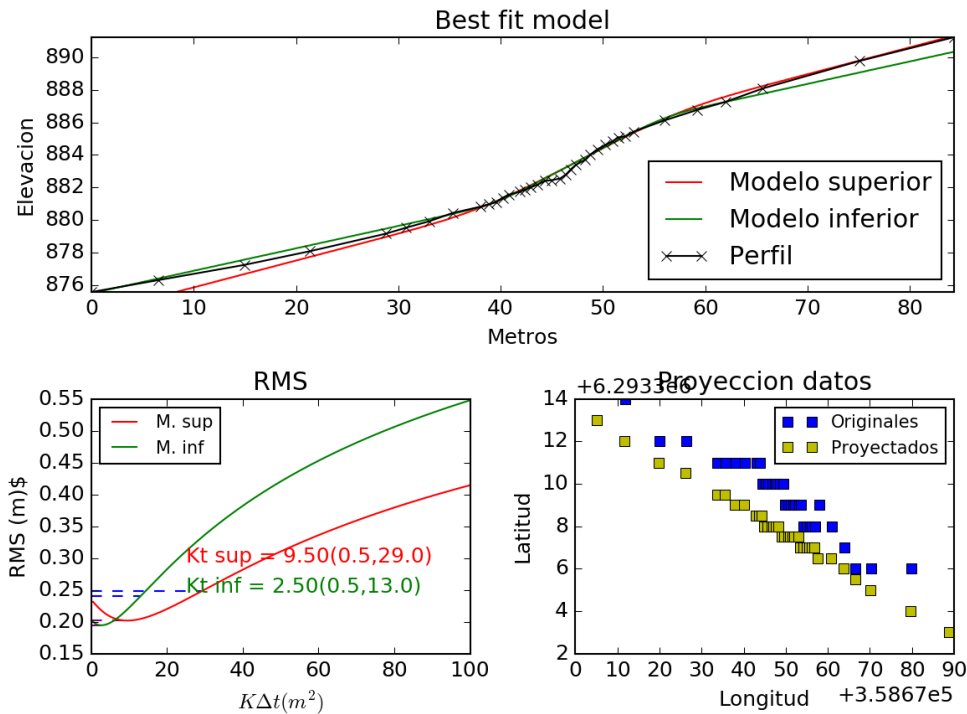 Best fit model
Elevacion
890
888
886
884
882
880
878
876
Modelo superior
Modelo inferior
Perfil
0 10 20 30 40 50 60 70 80
Metros
RMS
RMS (m)$
0.55
0.50
0.45
0.40
0.35
0.30
0.25
0.20
0.15
M. sup
M. inf
Kt sup = 9.50(0.5,29.0)
Kt inf = 2.50(0.5,13.0)
0 20 40 60 80 100
KΔt(m²)
Proyeccion datos
+6.2933e6
Latitud
14
12
10
8
6
4
2
Originales
Proyectados
0 10 20 30 40 50 60 70 80 90
Longitud
+3.5867e5